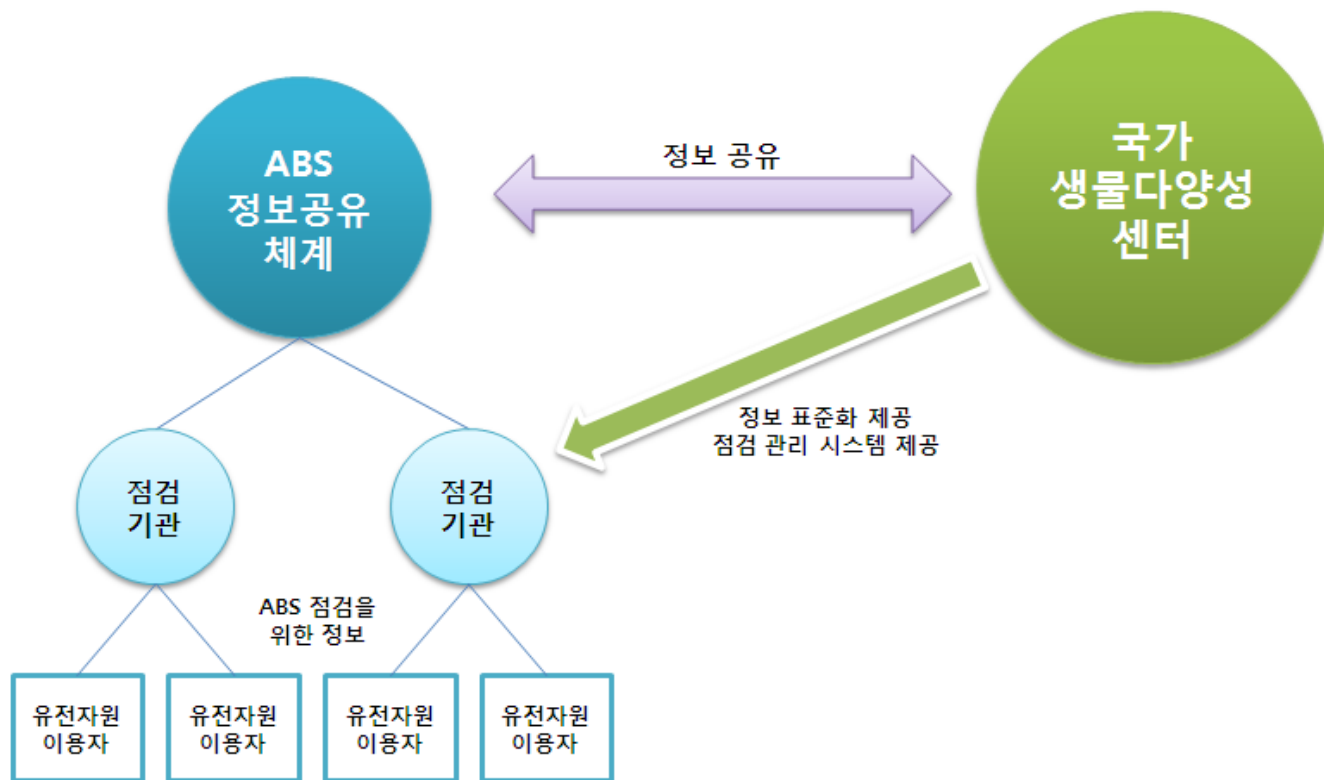 ABS
정보공유
체계
정보 공유
국가
생물다양성
센터
정보 표준화 제공
점검 관리 시스템 제공
점검
기관
점검
기관
ABS 점검을
위한 정보
유전자원
이용자
유전자원
이용자
유전자원
이용자
유전자원
이용자